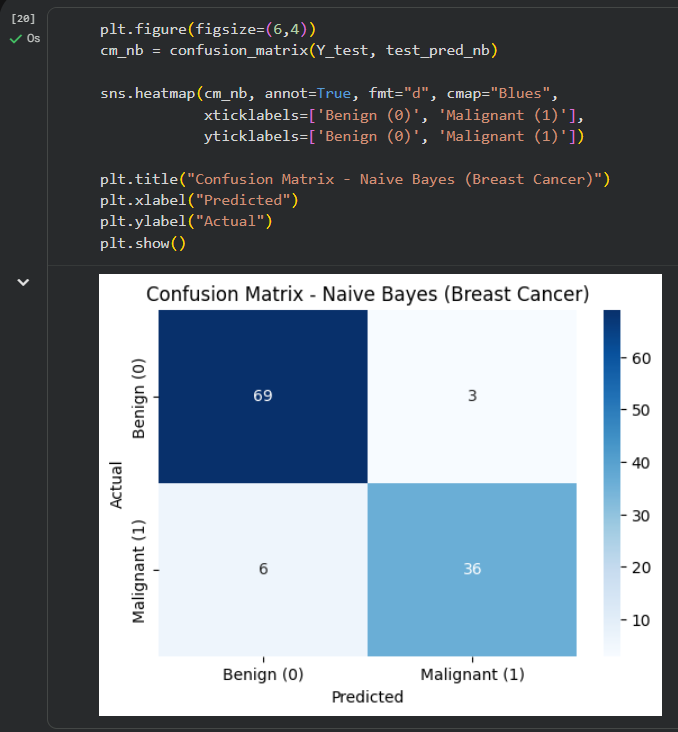 [20]
0s
plt.figure(figsize=(6,4))
cm_nb = confusion_matrix(Y_test, test_pred_nb)
sns.heatmap(cm_nb, annot=True, fmt="d", cmap="Blues",
xticklabels=['Benign (0)', 'Malignant (1)'],
yticklabels=['Benign (0)', 'Malignant (1)'])
plt.title("Confusion Matrix - Naive Bayes (Breast Cancer)")
plt.xlabel("Predicted")
plt.ylabel("Actual")
plt.show()
Confusion Matrix - Naive Bayes (Breast Cancer)
Actual
Benign (0)
69
3
Malignant (1)
6
36
Benign (0)
Malignant (1)
Predicted
60
50
40
30
20
10